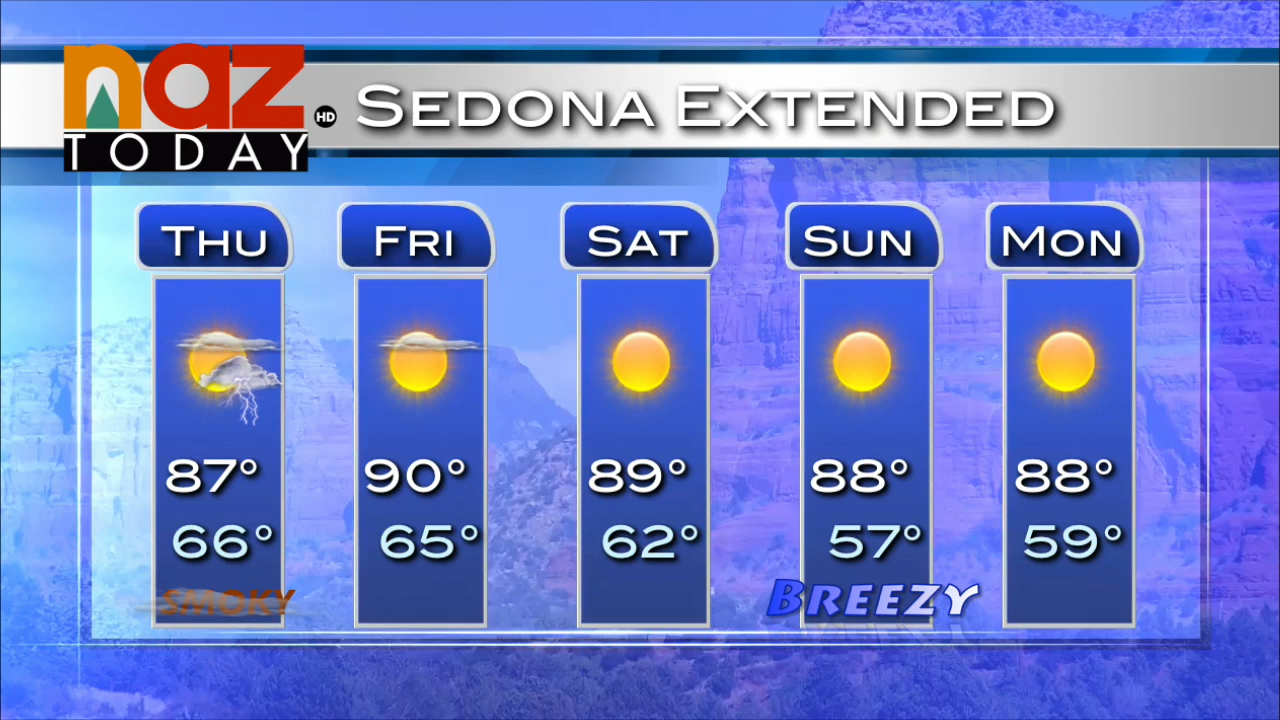 naz
TODAY
HD
SEDONA EXTENDED
THU FRI SAT SUN MON
87° 90° 89° 88° 88°
66° 65° 62° 57° 59°
SMOKY BREEZY